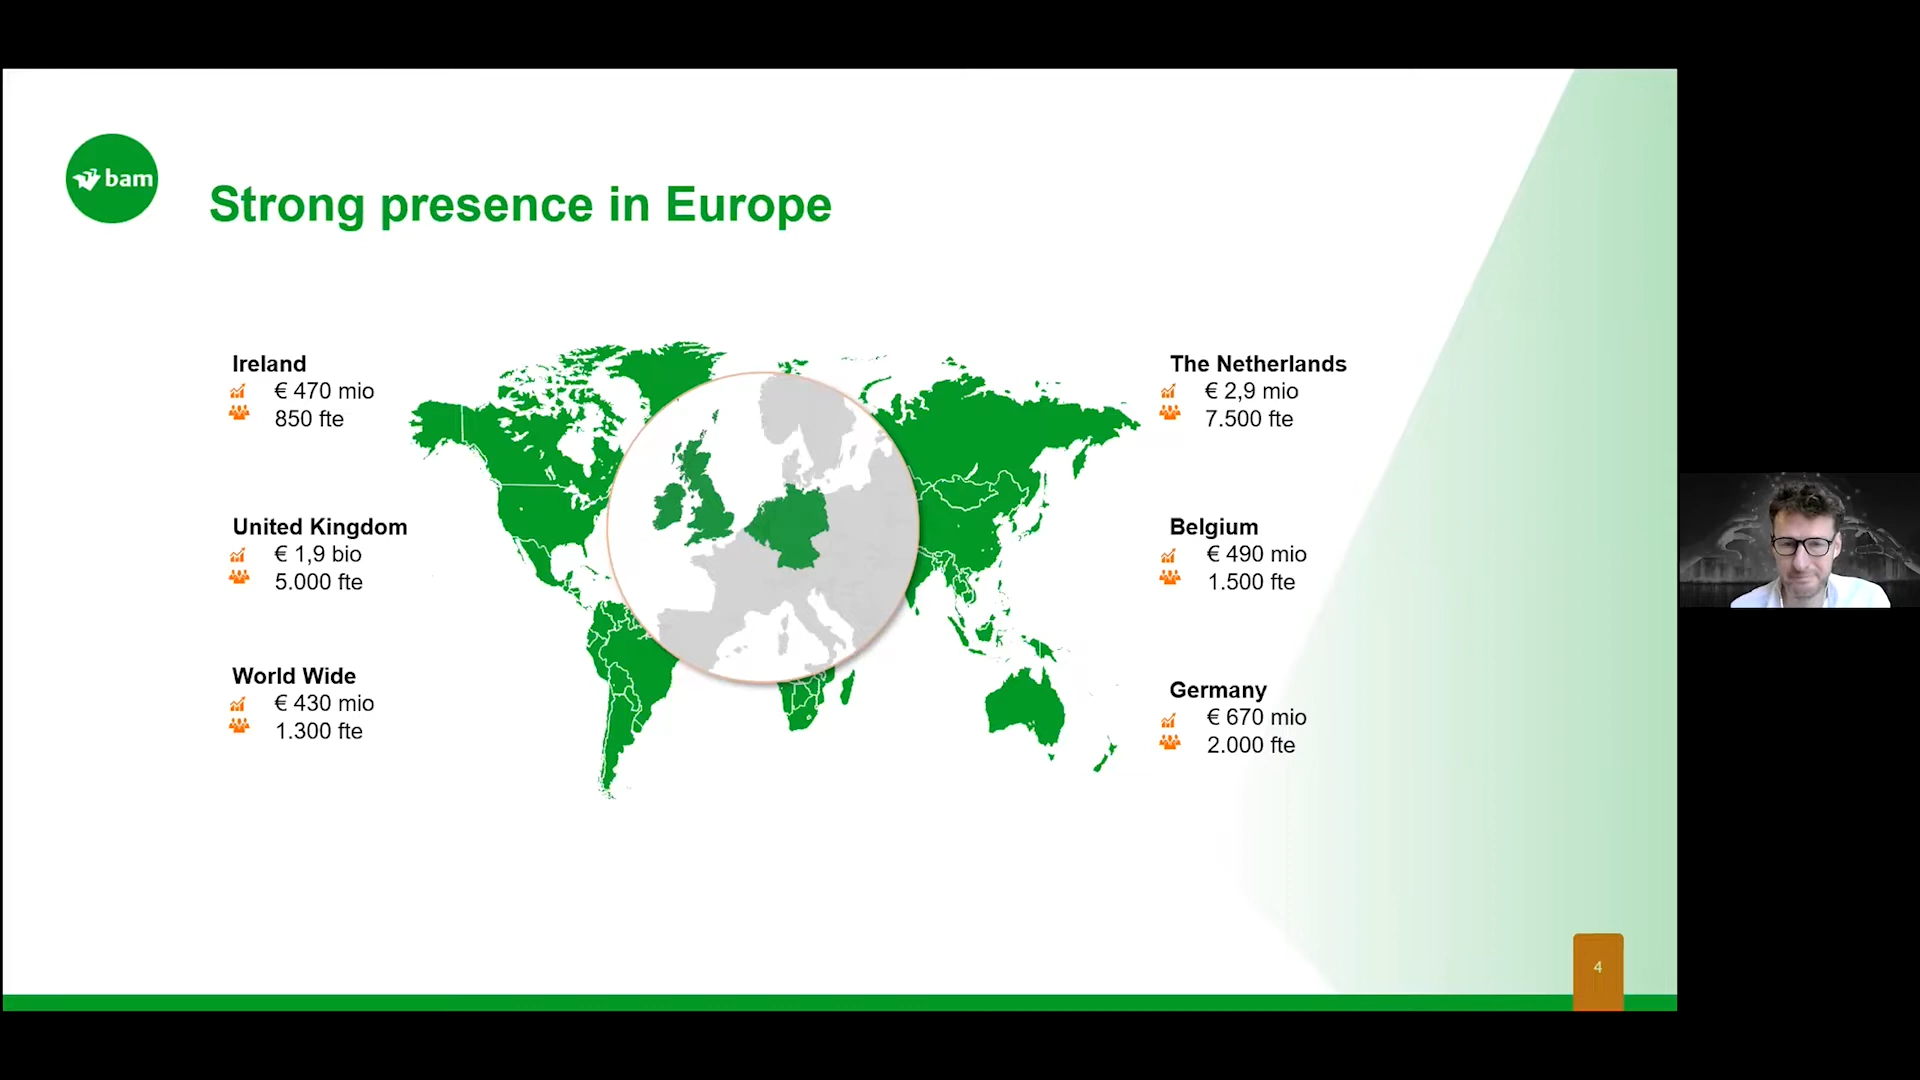 bam
Strong presence in Europe
Ireland
€ 470 mio
850 fte
United Kingdom
€ 1,9 bio
5.000 fte
World Wide
€ 430 mio
1.300 fte
The Netherlands
€ 2,9 mio
7.500 fte
Belgium
€ 490 mio
1.500 fte
Germany
€ 670 mio
2.000 fte
4